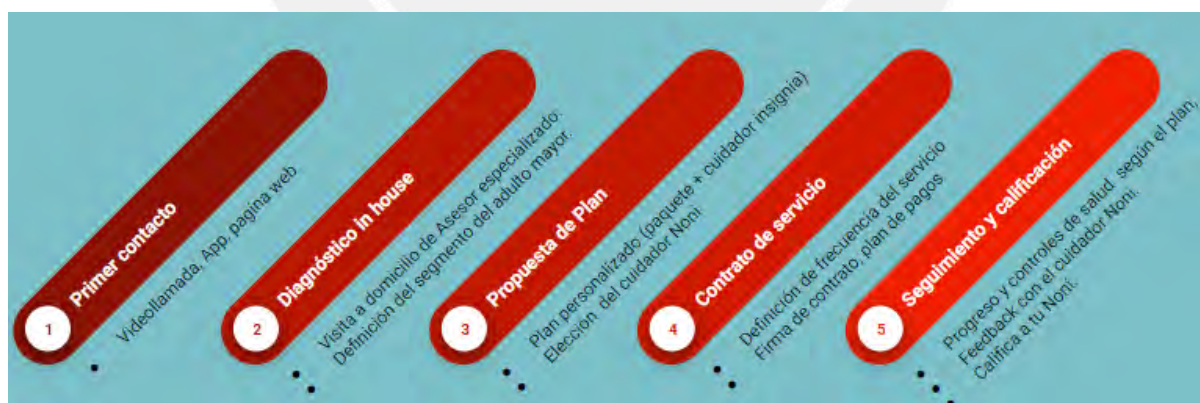 1
Primer contacto
Videollamada, App, pagina web
2
Diagnóstico in house
Visita a domicilio de Asesor especializado.
Definición del segmento del adulto mayor.
3
Propuesta de Plan
Plan personalizado (paquete + cuidador insignia)
Elección del cuidador Noni
4
Contrato de servicio
Definición de frecuencia del servicio
Firma de contrato, plan de pagos
5
Seguimiento y calificación
Progreso y controles de salud, según el plan,
Feedback con el cuidador Noni.
Califica a tu Noni.